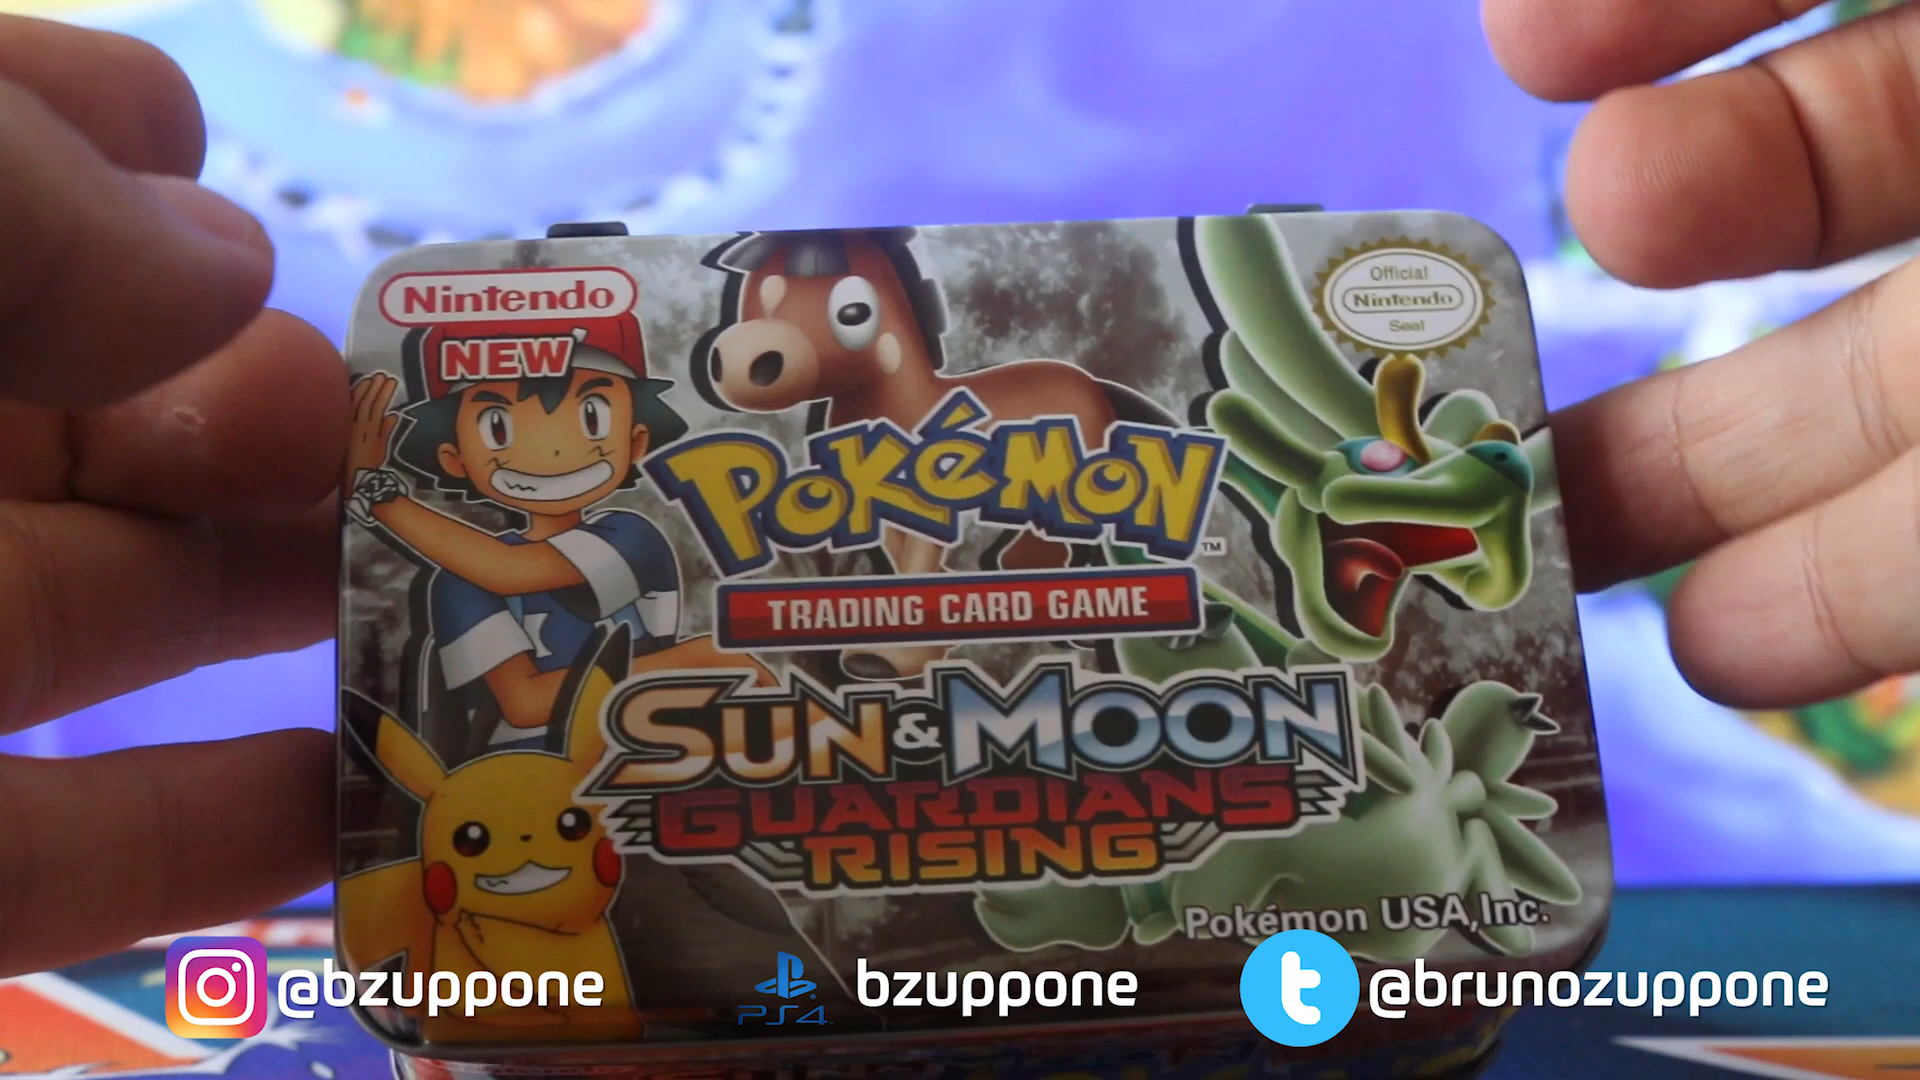 Nintendo
NEW
Official
Nintendo
Seal
POKéMON
TM
TRADING CARD GAME
SUN & MOON
GUARDIANS
RISING
Pokémon USA,Inc.
@bzuppone
PS4
bzuppone
@brunozuppone